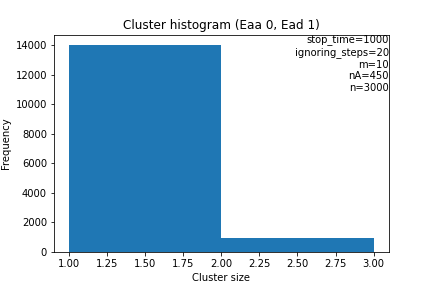 Cluster histogram (Eaa 0, Ead 1)
stop_time=1000
ignoring_steps=20
m=10
nA=450
n=3000
14000
12000
10000
8000
6000
4000
2000
0
Frequency
1.00 1.25 1.50 1.75 2.00 2.25 2.50 2.75 3.00
Cluster size